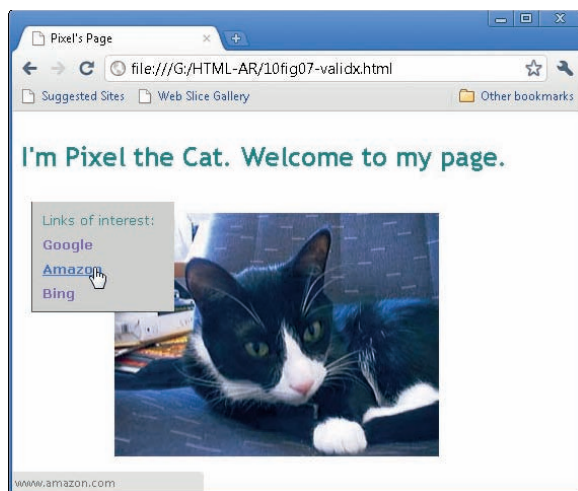 Pixel's Page
file:///G:/HTML-AR/10fig07-validx.html
Suggested Sites Web Slice Gallery Other bookmarks
I'm Pixel the Cat. Welcome to my page.
Links of interest:
Google
Amazon
Bing
www.amazon.com